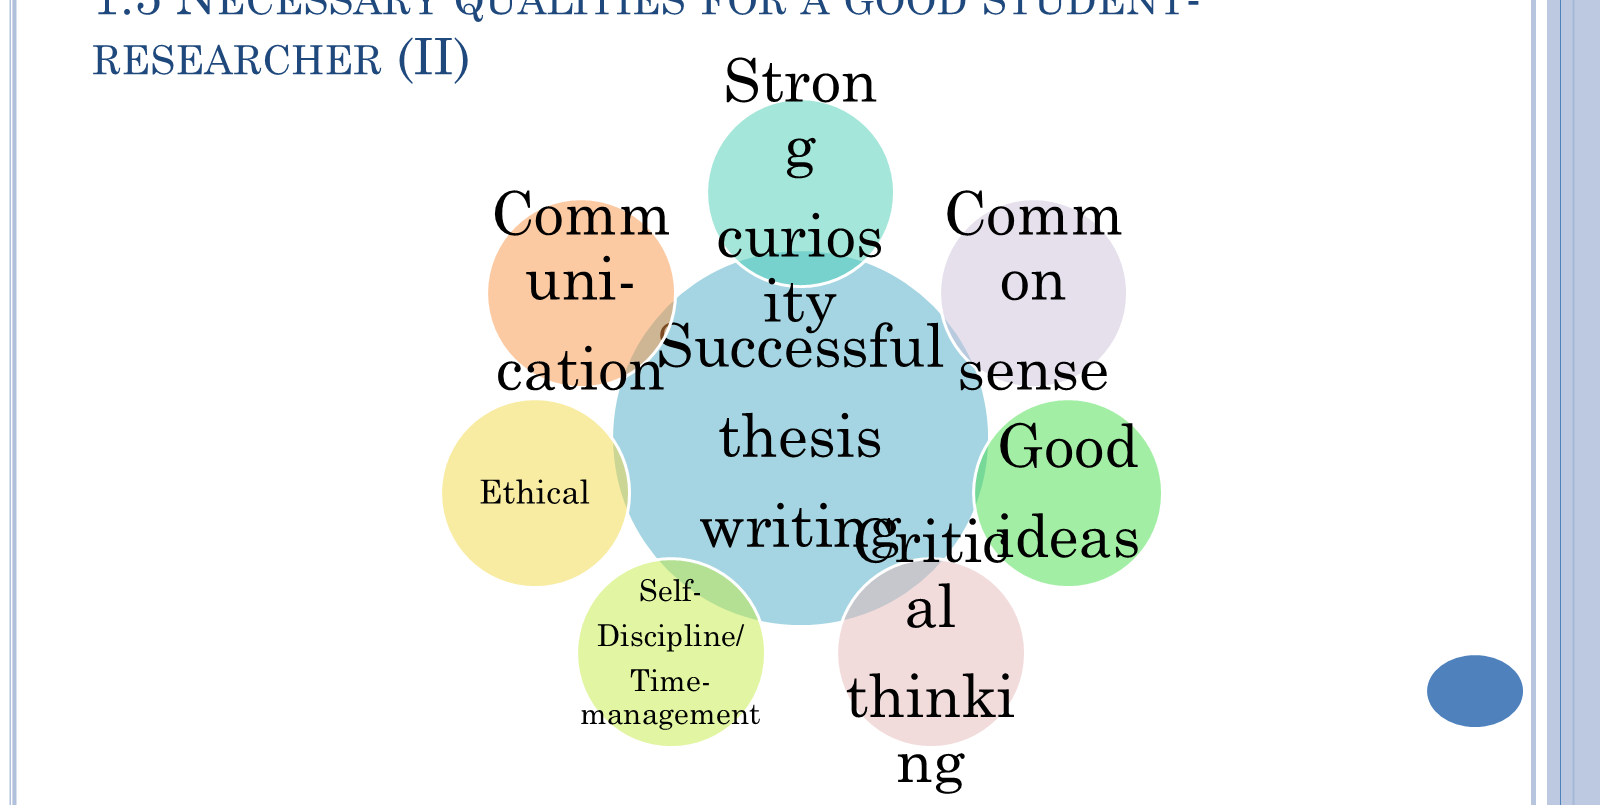 1.5 NECESSARY QUALITIES FOR A GOOD STUDENT-
RESEARCHER (II)
Stron
g
curios
ity
Comm
on
sense
Good
ideas
Critic
al
thinki
ng
Self-
Discipline/
Time-
management
Ethical
Comm
uni-
cation
Successful
thesis
writing